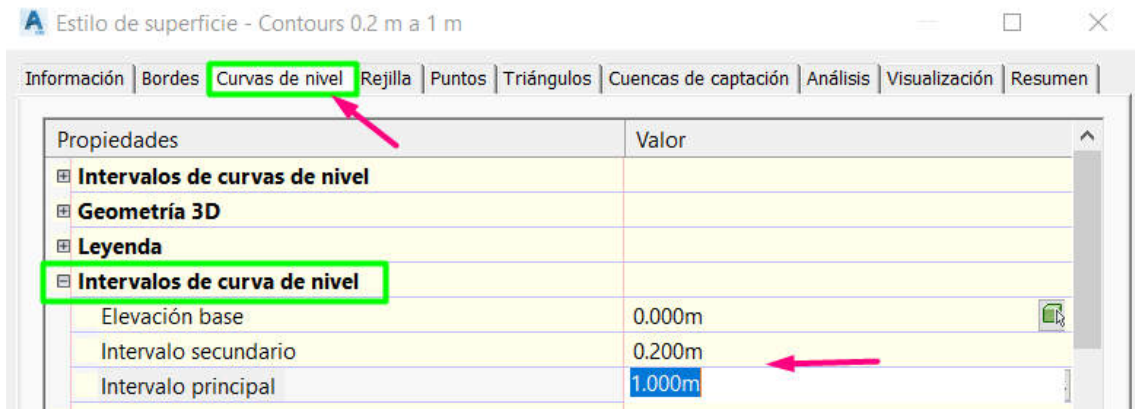 Estilo de superficie - Contours 0.2 m a 1 m
Información Bordes Curvas de nivel Rejilla Puntos Triángulos Cuencas de captación Análisis Visualización Resumen
Propiedades Valor
Intervalos de curvas de nivel
Geometría 3D
Leyenda
Intervalos de curva de nivel
Elevación base 0.000m
Intervalo secundario 0.200m
Intervalo principal 1.000m